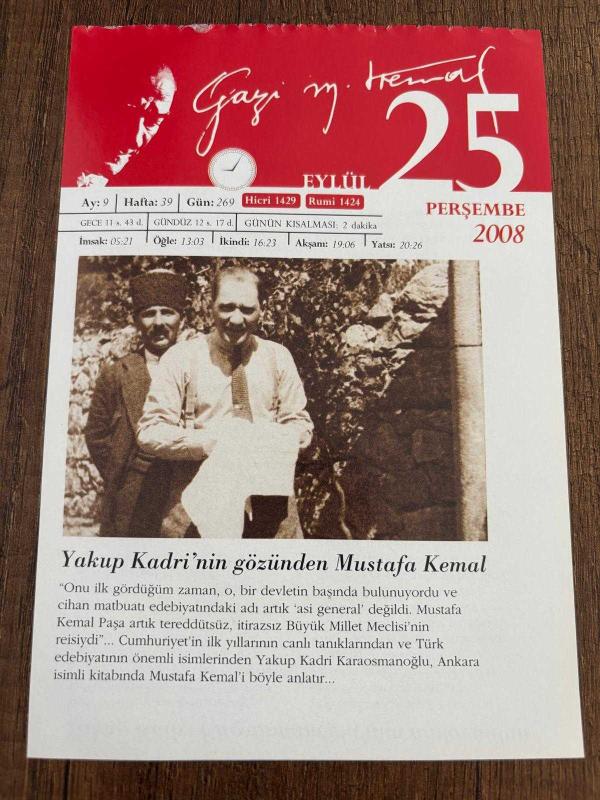 Gazi M. Kemal
25
EYLÜL
PERŞEMBE
2008
Ay: 9 Hafta: 39 Gün: 269 Hicri 1429 Rumi 1424
GECE 11 s. 43 d. GÜNDÜZ 12 s. 17 d. GÜNÜN KISALMASI: 2 dakika
İmsak: 05:21 Öğle: 13:03 İkindi: 16:23 Akşam: 19:06 Yatsı: 20:26
Yakup Kadri’nin gözünden Mustafa Kemal
“Onu ilk gördüğüm zaman, o, bir devletin başında bulunuyordu ve
cihan matbuatı edebiyatındaki adı artık ‘asi general’ değildi. Mustafa
Kemal Paşa artık tereddütsüz, itirazsız Büyük Millet Meclisi’nin
reisiydi”... Cumhuriyet’in ilk yıllarının canlı tanıklarından ve Türk
edebiyatının önemli isimlerinden Yakup Kadri Karaosmanoğlu, Ankara
isimli kitabında Mustafa Kemal’i böyle anlatır...